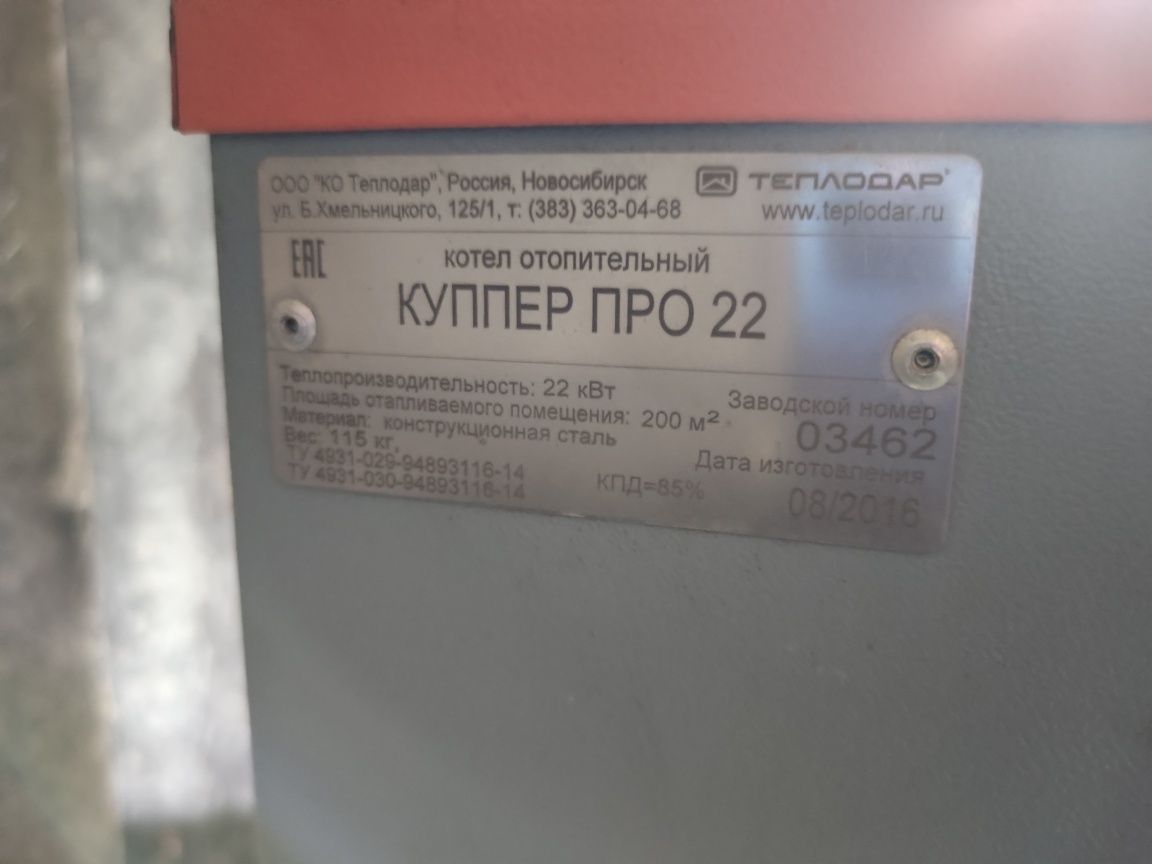 ООО "КО Теплодар", Россия, Новосибирск
ул. Б.Хмельницкого, 125/1, т: (383) 363-04-68
ТЕПЛОДАР
www.teplodar.ru
ЕАС
котел отопительный
КУППЕР ПРО 22
Теплопроизводительность: 22 кВт
Площадь отапливаемого помещения: 200 м²
Материал: конструкционная сталь
Вес: 115 кг,
ТУ 4931-029-94893116-14
ТУ 4931-030-94893116-14
КПД=85%
Заводской номер
03462
Дата изготовления
08/2016